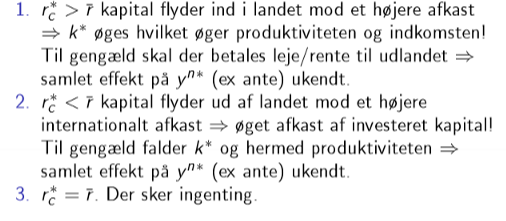 1. r*c > r̄ kapital flyder ind i landet mod et højere afkast
⇒ k* øges hvilket øger produktiviteten og indkomsten!
Til gengæld skal der betales leje/rente til udlandet ⇒
samlet effekt på yⁿ* (ex ante) ukendt.
2. r*c < r̄ kapital flyder ud af landet mod et højere
internationalt afkast ⇒ øget afkast af investeret kapital!
Til gengæld falder k* og hermed produktiviteten ⇒
samlet effekt på yⁿ* (ex ante) ukendt.
3. r*c = r̄. Der sker ingenting.